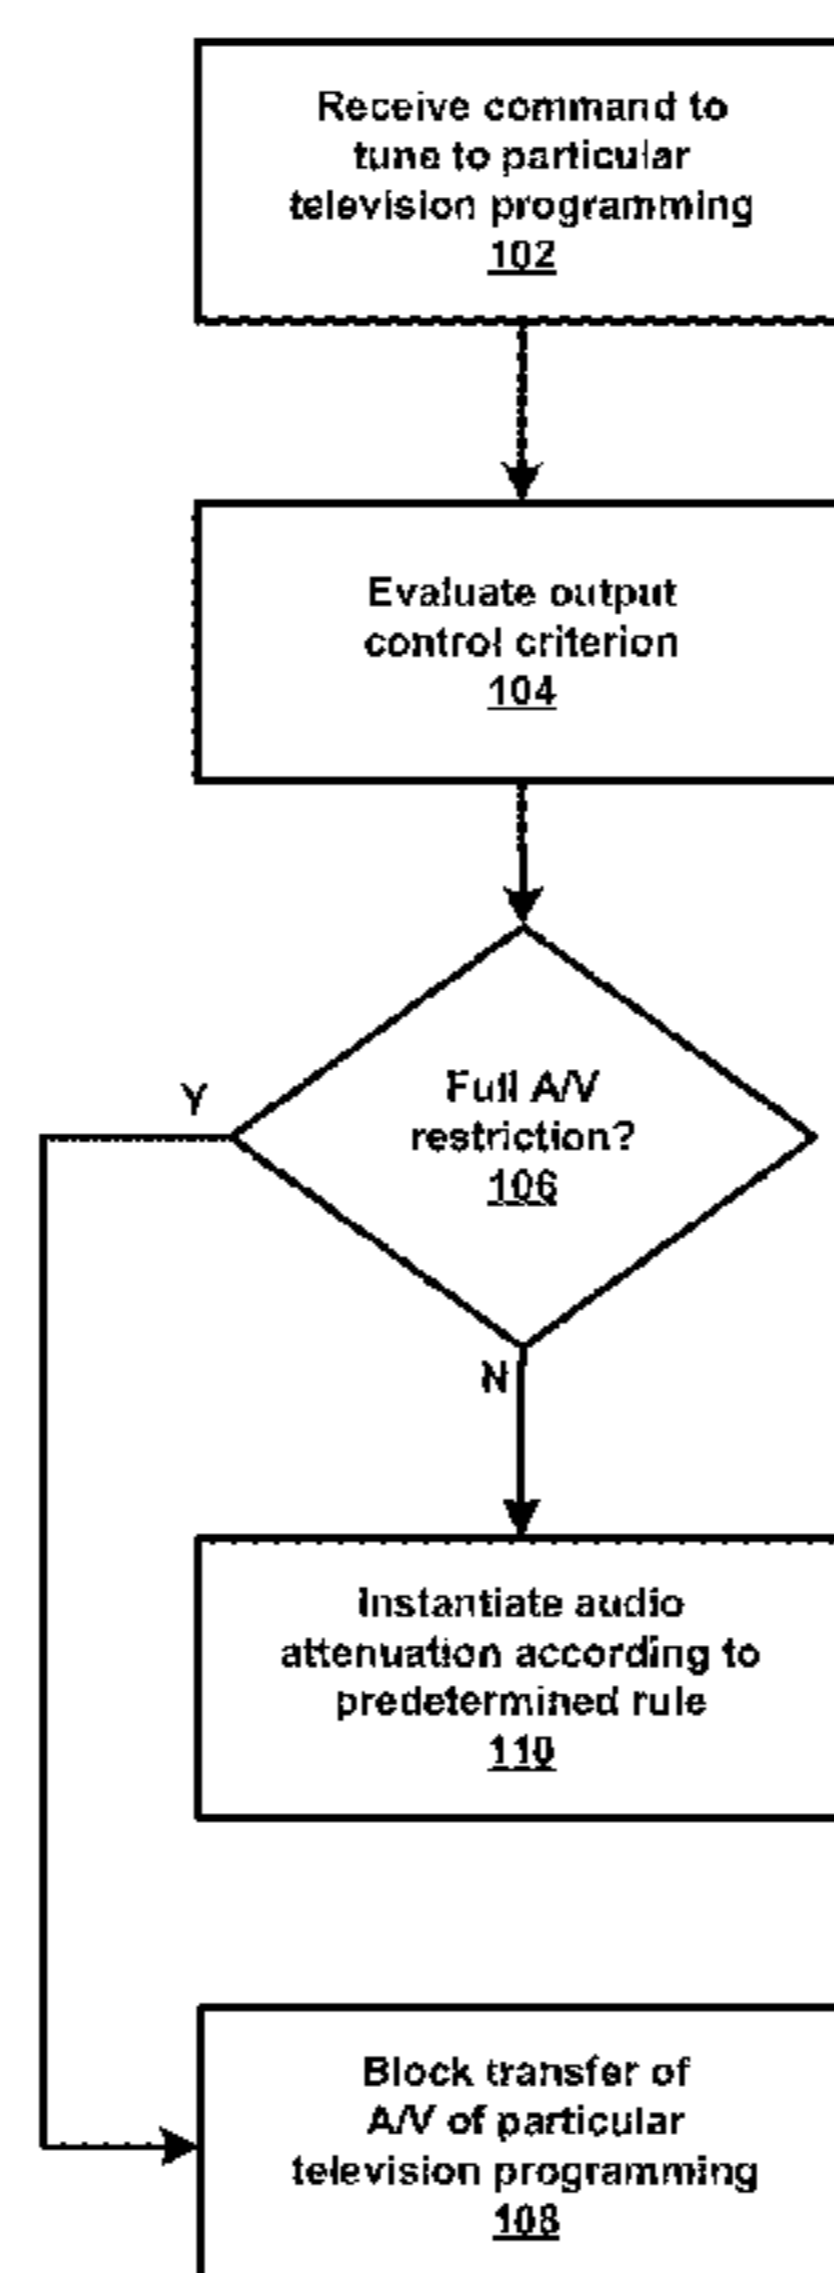 Receive command to
tune to particular
television programming
102
Evaluate output
control criterion
104
Y
Full A/V
restriction?
106
N
Instantiate audio
attenuation according to
predetermined rule
110
Block transfer of
A/V of particular
television programming
108